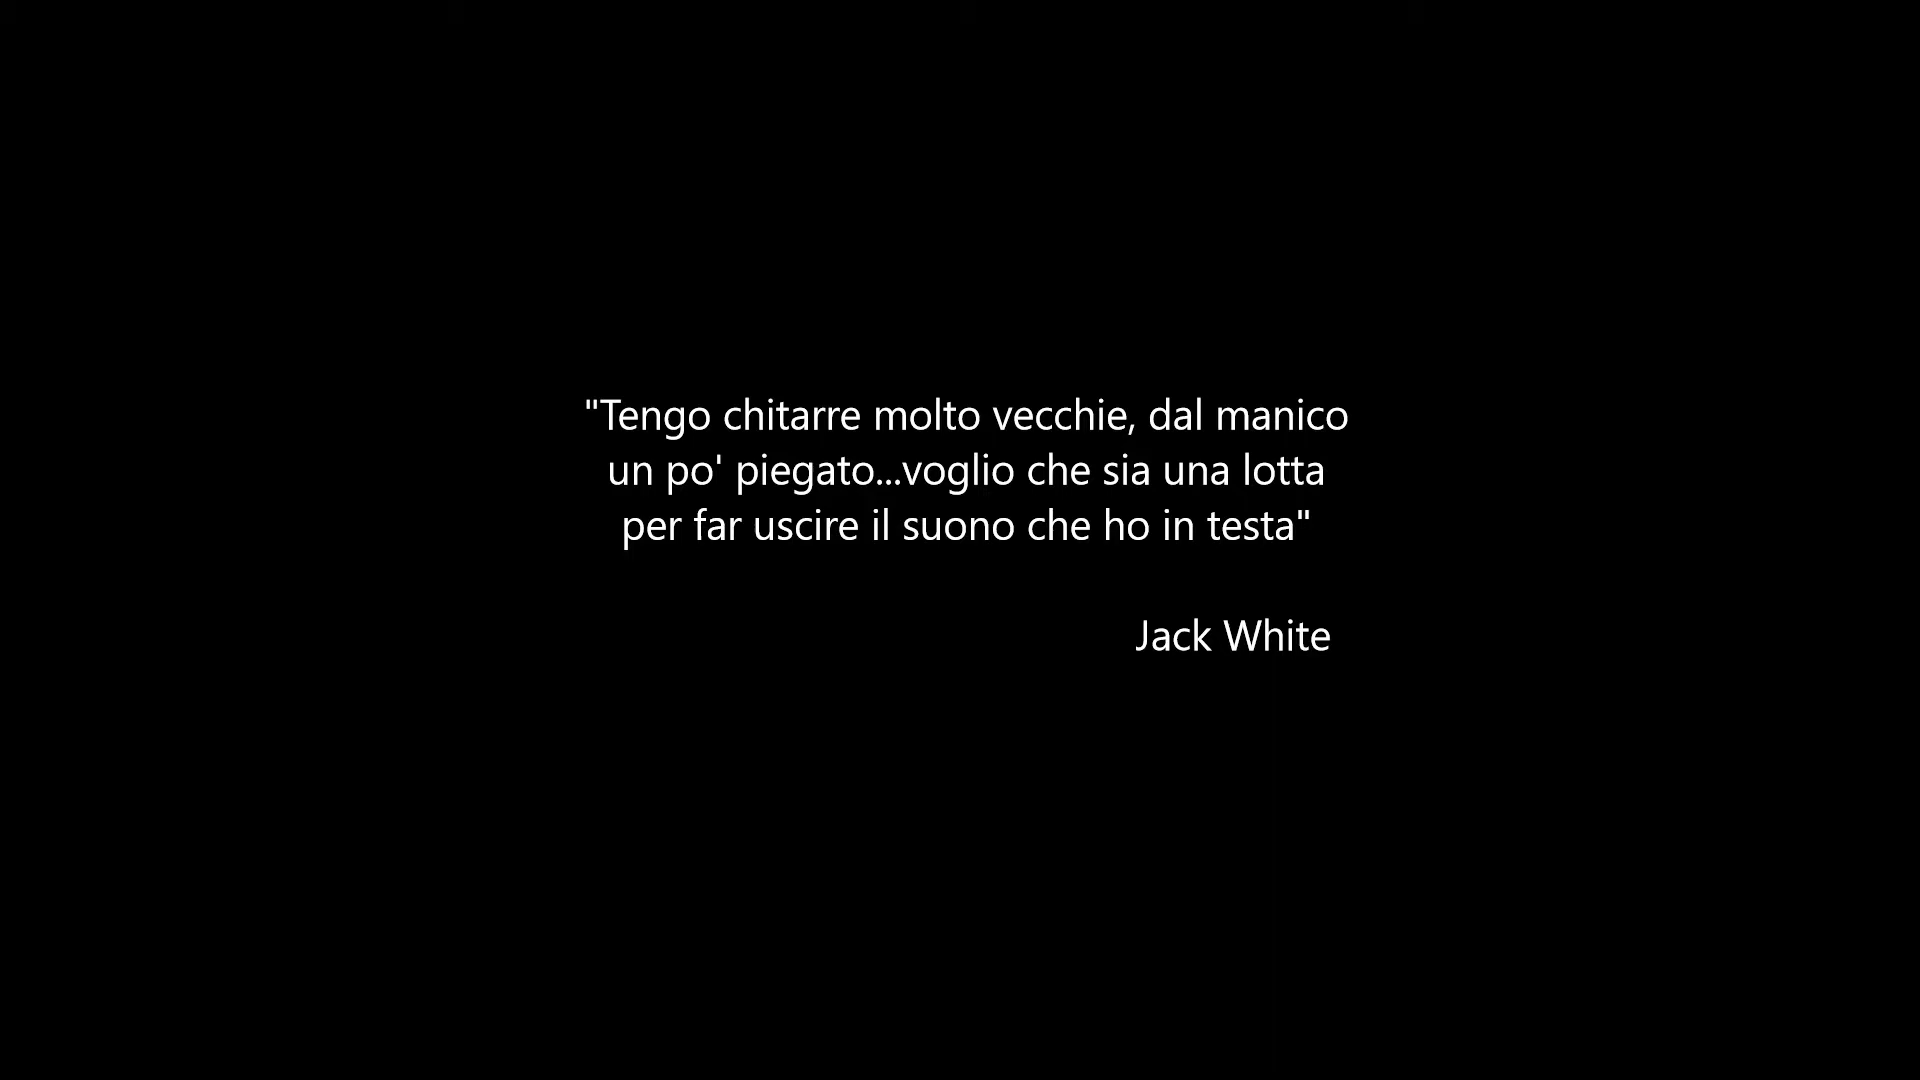 "Tengo chitarre molto vecchie, dal manico
un po' piegato...voglio che sia una lotta
per far uscire il suono che ho in testa"
Jack White